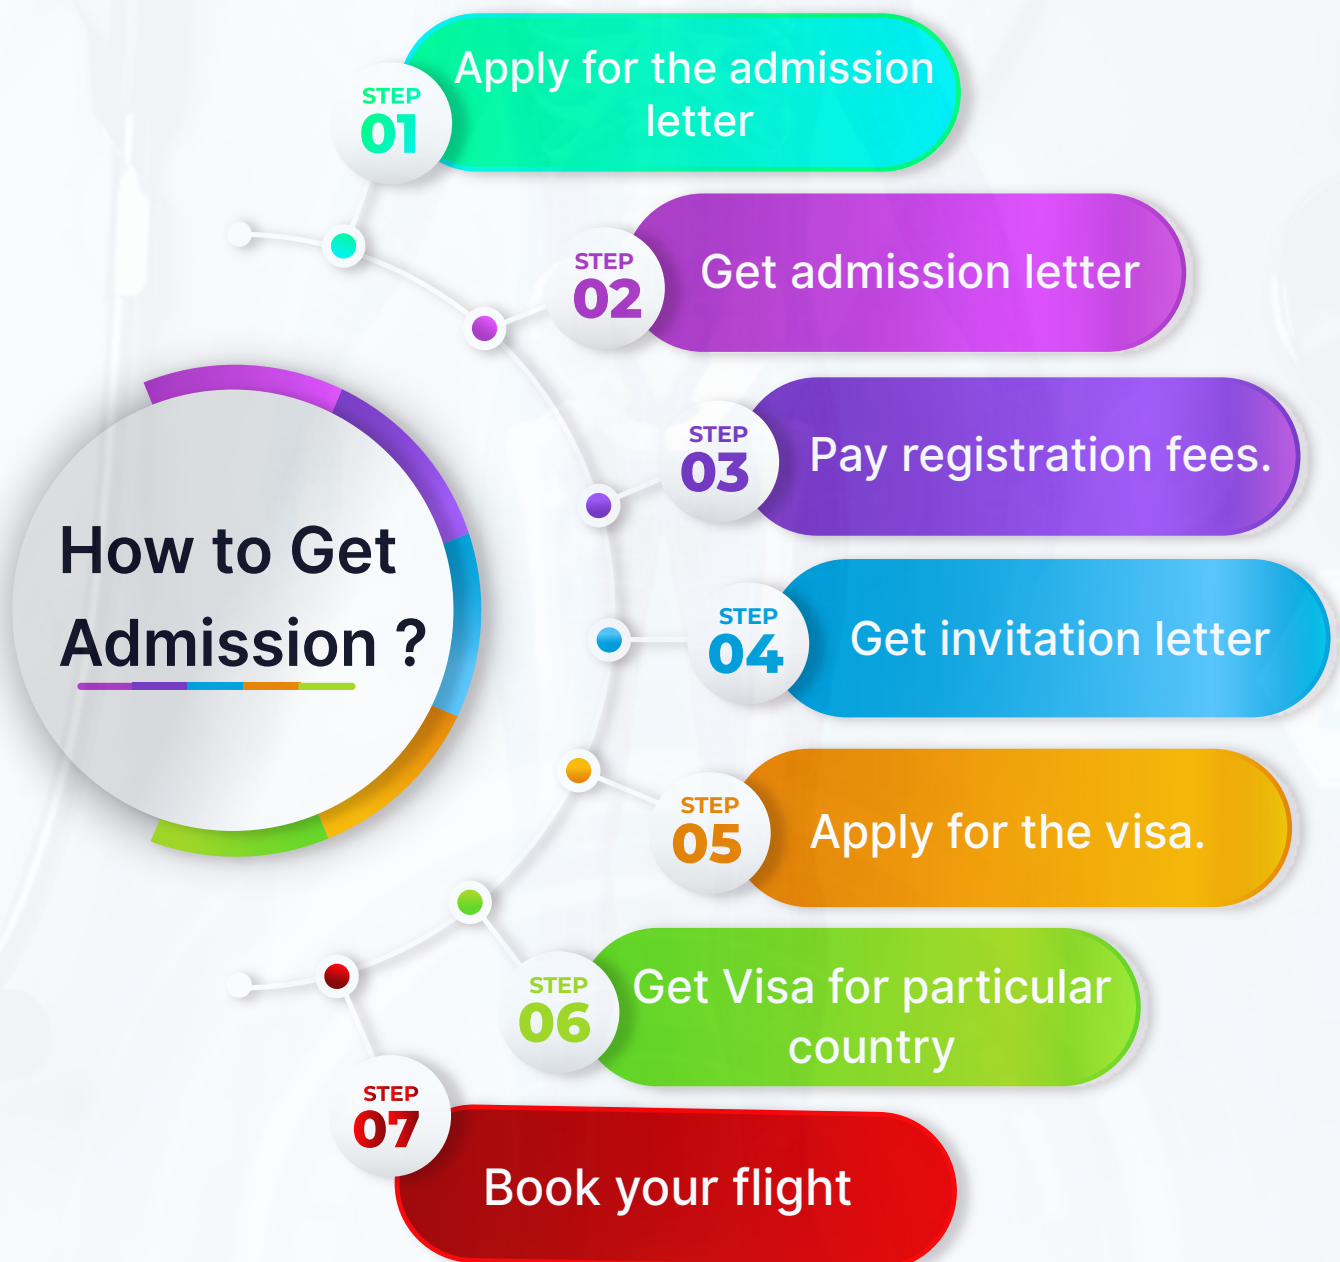 STEP
01
Apply for the admission
letter
STEP
02
Get admission letter
STEP
03
Pay registration fees.
How to Get
Admission ?
STEP
04
Get invitation letter
STEP
05
Apply for the visa.
STEP
06
Get Visa for particular
country
STEP
07
Book your flight